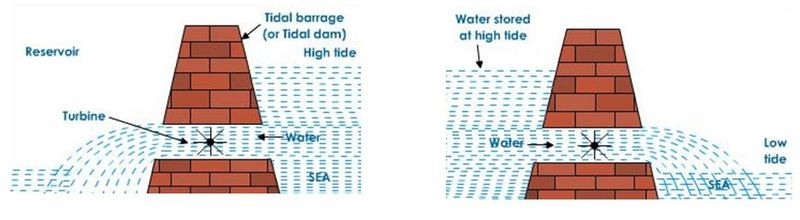 Tidal barrage
(or Tidal dam)
Reservoir
High tide
Turbine
Water
SEA
Water stored
at high tide
Water
Low
tide
SEA